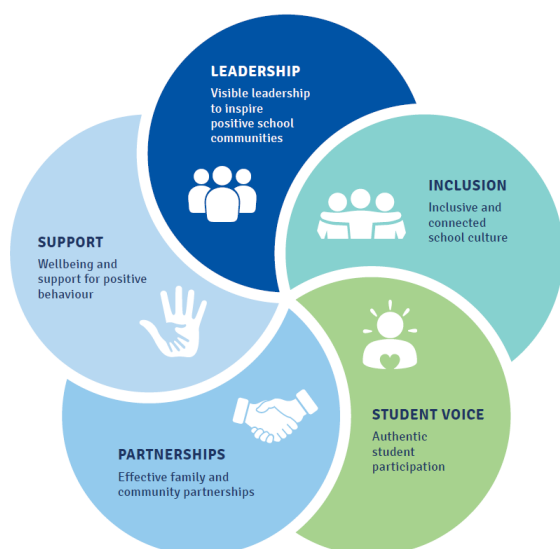 LEADERSHIP
Visible leadership
to inspire
positive school
communities
INCLUSION
Inclusive and
connected
school culture
STUDENT VOICE
Authentic
student
participation
PARTNERSHIPS
Effective family and
community partnerships
SUPPORT
Wellbeing and
support for positive
behaviour